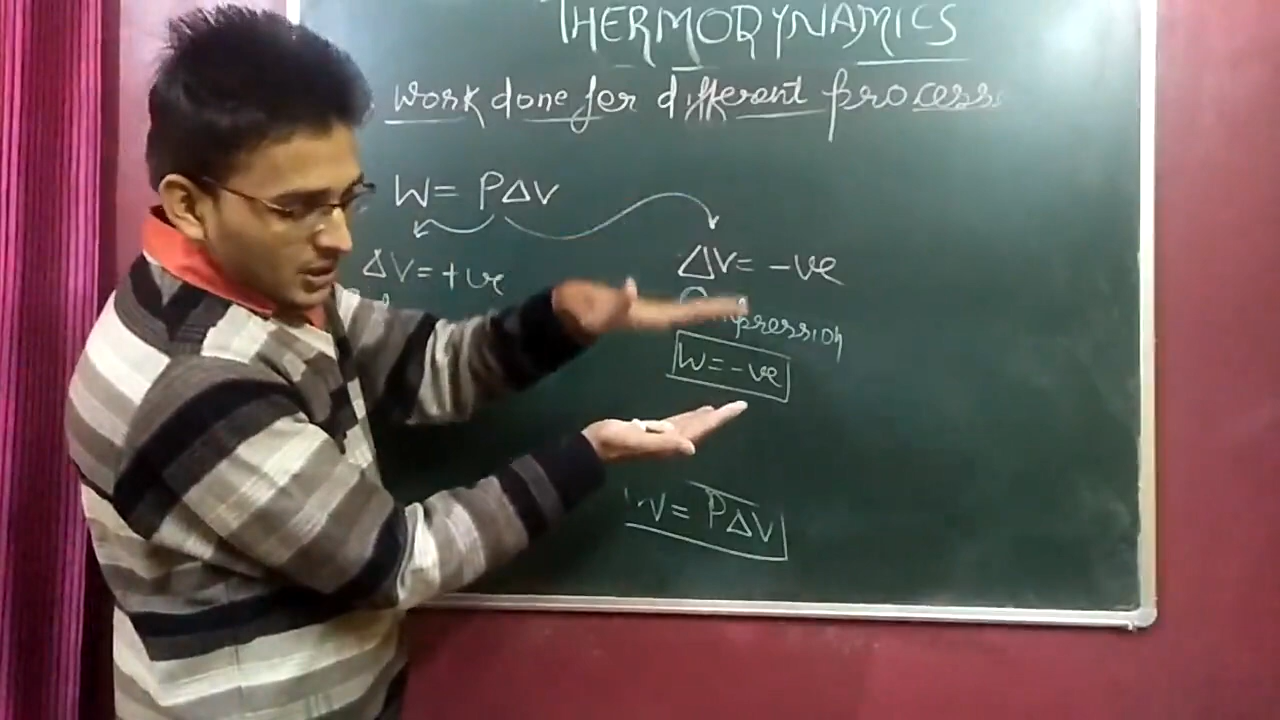 THERMODYNAMICS
work done for different process
W = PΔV
ΔV = +ve
ΔV = -ve
W = -ve
W = PΔV